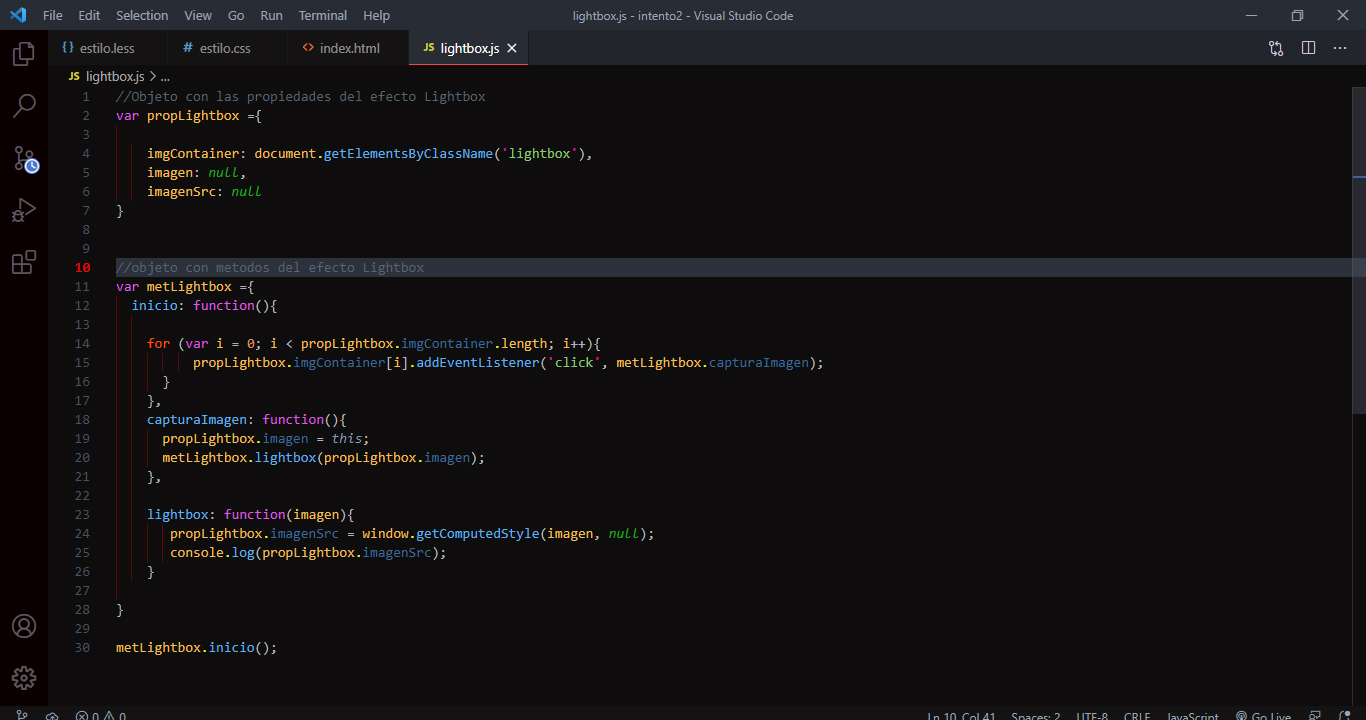 File Edit Selection View Go Run Terminal Help lightbox.js - intento2 - Visual Studio Code
{} estilo.less # estilo.css <> index.html JS lightbox.js
JS lightbox.js > ...
1 //Objeto con las propiedades del efecto Lightbox
2 var propLightbox ={
3
4 imgContainer: document.getElementsByClassName('lightbox'),
5 imagen: null,
6 imagenSrc: null
7 }
8
9
10 //objeto con metodos del efecto Lightbox
11 var metLightbox ={
12 inicio: function(){
13
14 for (var i = 0; i < propLightbox.imgContainer.length; i++){
15 propLightbox.imgContainer[i].addEventListener('click', metLightbox.capturaImagen);
16 }
17 },
18 capturaImagen: function(){
19 propLightbox.imagen = this;
20 metLightbox.lightbox(propLightbox.imagen);
21 },
22
23 lightbox: function(imagen){
24 propLightbox.imagenSrc = window.getComputedStyle(imagen, null);
25 console.log(propLightbox.imagenSrc);
26 }
27
28 }
29
30 metLightbox.inicio();
0 0 Ln 10, Col 41 Spaces: 2 UTF-8 CRLF JavaScript Go Live